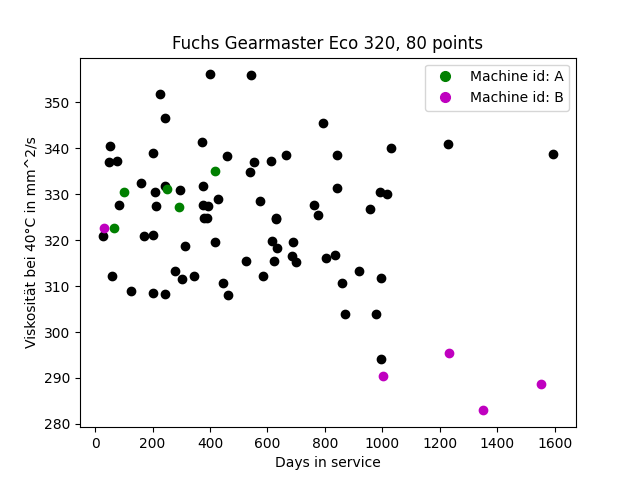 Fuchs Gearmaster Eco 320, 80 points
Machine id: A
Machine id: B
Viskosität bei 40°C in mm^2/s
350
340
330
320
310
300
290
280
0 200 400 600 800 1000 1200 1400 1600
Days in service